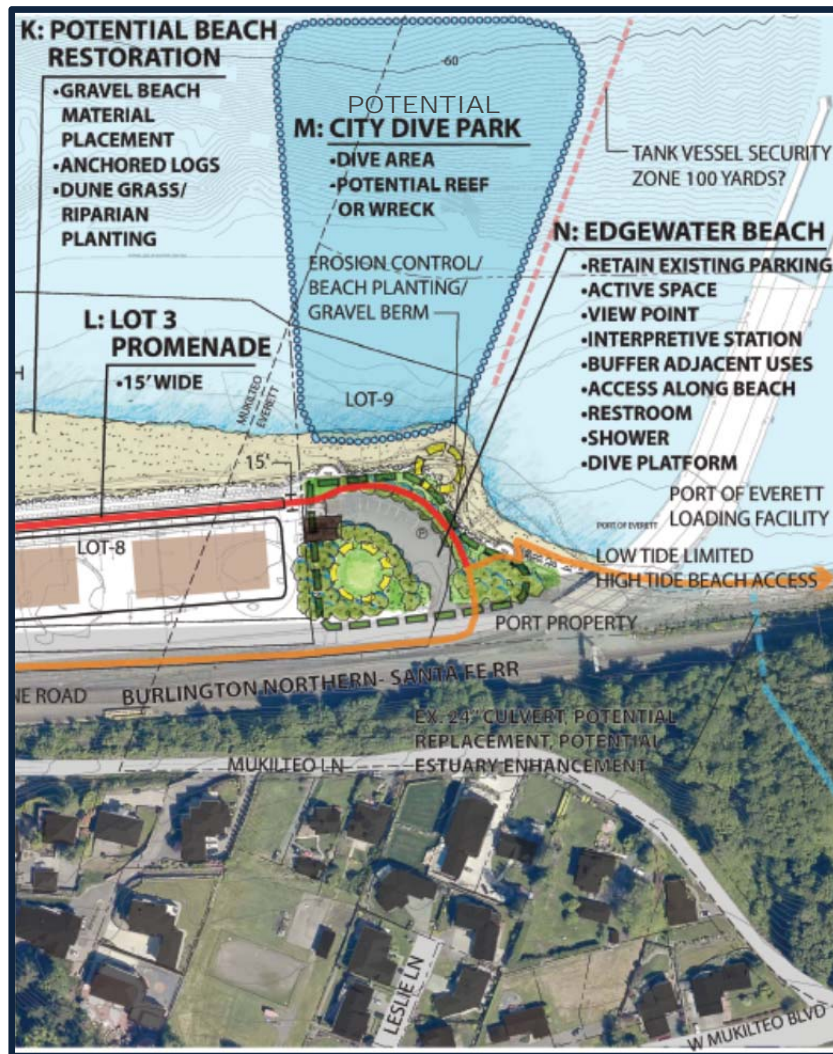 K: POTENTIAL BEACH
RESTORATION
•GRAVEL BEACH
MATERIAL
PLACEMENT
•ANCHORED LOGS
•DUNE GRASS/
RIPARIAN
PLANTING
-60
POTENTIAL
M: CITY DIVE PARK
•DIVE AREA
•POTENTIAL REEF
OR WRECK
TANK VESSEL SECURITY
ZONE 100 YARDS?
N: EDGEWATER BEACH
•RETAIN EXISTING PARKING
•ACTIVE SPACE
•VIEW POINT
•INTERPRETIVE STATION
•BUFFER ADJACENT USES
•ACCESS ALONG BEACH
•RESTROOM
•SHOWER
•DIVE PLATFORM
EROSION CONTROL/
BEACH PLANTING/
GRAVEL BERM
L: LOT 3
PROMENADE
•15' WIDE
H
MUKILTEO
EVERETT
LOT-9
15'
P
PORT OF EVERETT
PORT OF EVERETT
LOADING FACILITY
LOT-8
LOW TIDE LIMITED
HIGH TIDE BEACH ACCESS
PORT PROPERTY
NE ROAD
BURLINGTON NORTHERN- SANTA FE RR
EX. 24" CULVERT, POTENTIAL
REPLACEMENT, POTENTIAL
ESTUARY ENHANCEMENT
MUKILTEO LN
LESLIE LN
W MUKILTEO BLVD